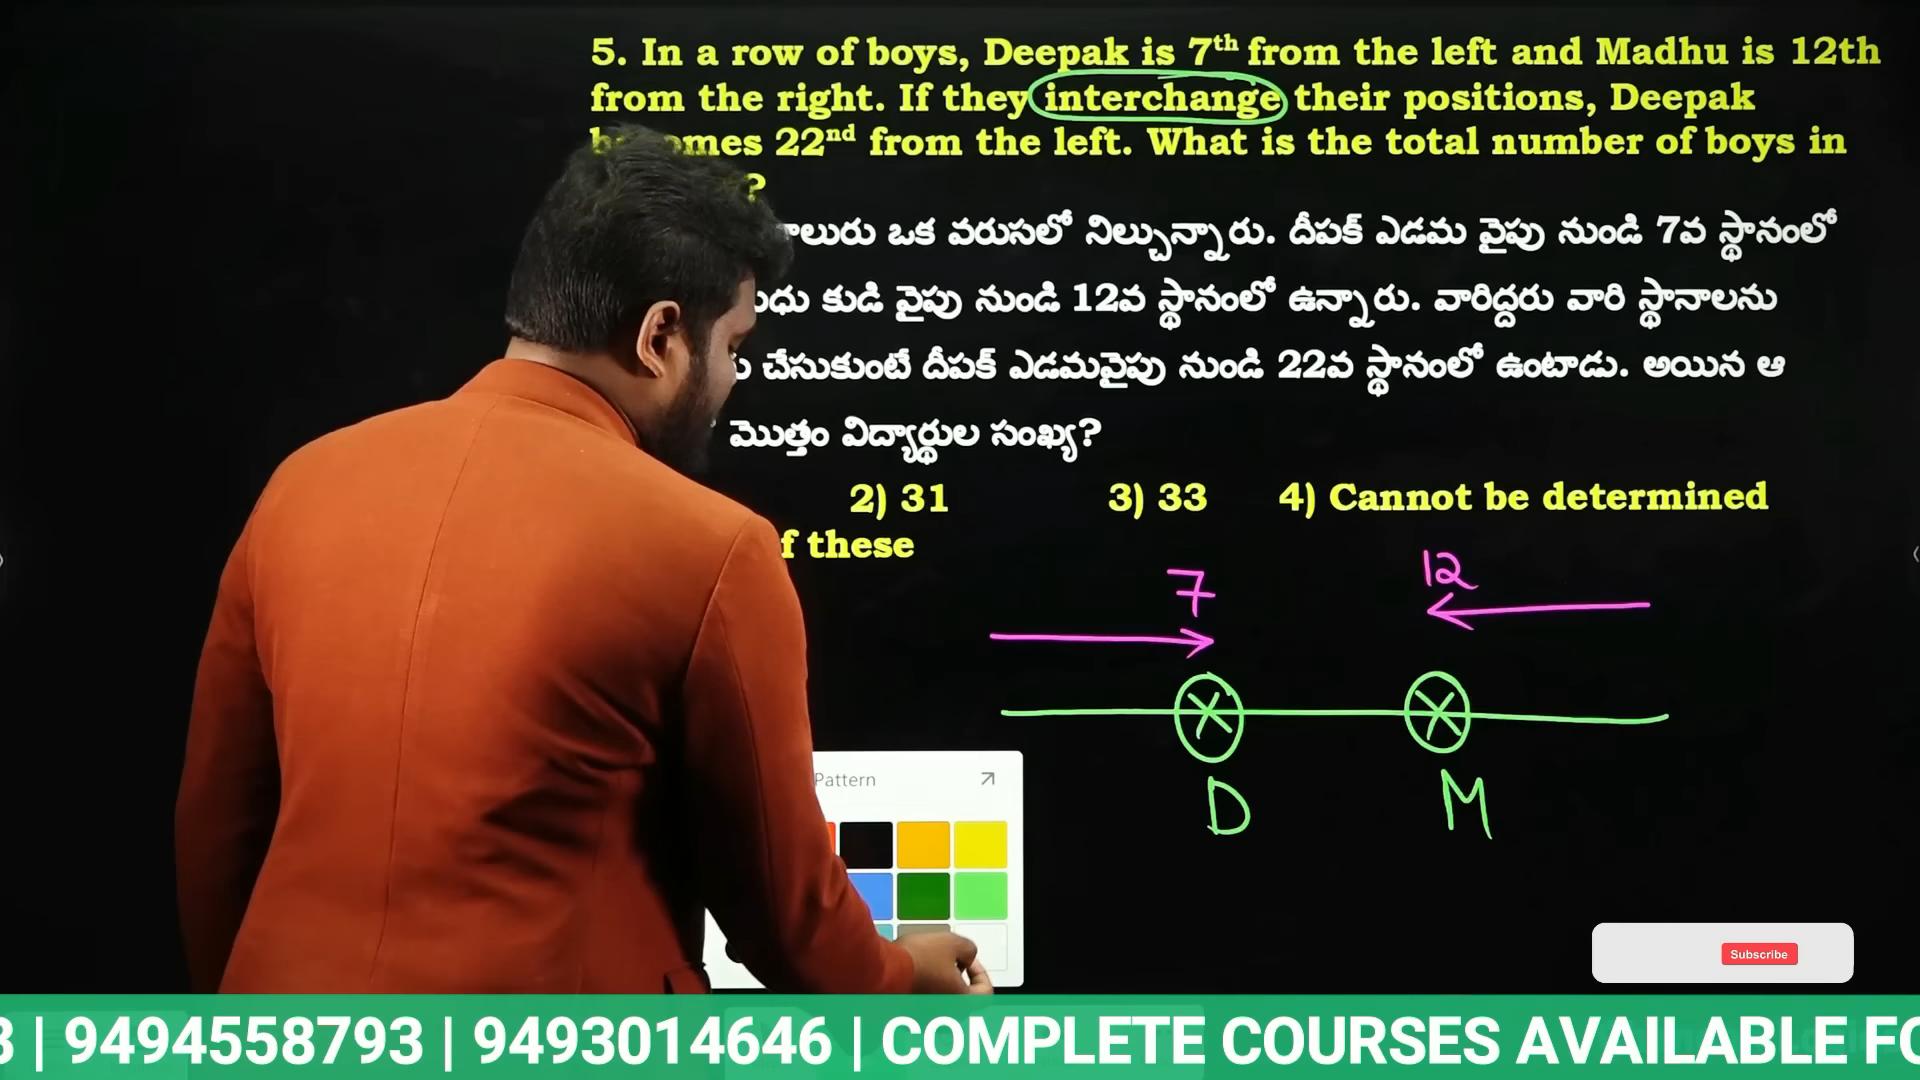 5. In a row of boys, Deepak is 7th from the left and Madhu is 12th
from the right. If they interchange their positions, Deepak
22nd from the left. What is the total number of boys in
?
ఒక వరుసలో నిల్చున్నారు. దీపక్ ఎడమ వైపు నుండి 7వ స్థానంలో
కుడి వైపు నుండి 12వ స్థానంలో ఉన్నారు. వారిద్దరు వారి స్థానాలను
చేసుకుంటే దీపక్ ఎడమవైపు నుండి 22వ స్థానంలో ఉంటాడు. అయిన ఆ
మొత్తం విద్యార్థుల సంఖ్య?
2) 31 3) 33 4) Cannot be determined
f these
7 12
D M
Pattern
Subscribe
3 | 9494558793 | 9493014646 | COMPLETE COURSES AVAILABLE FO